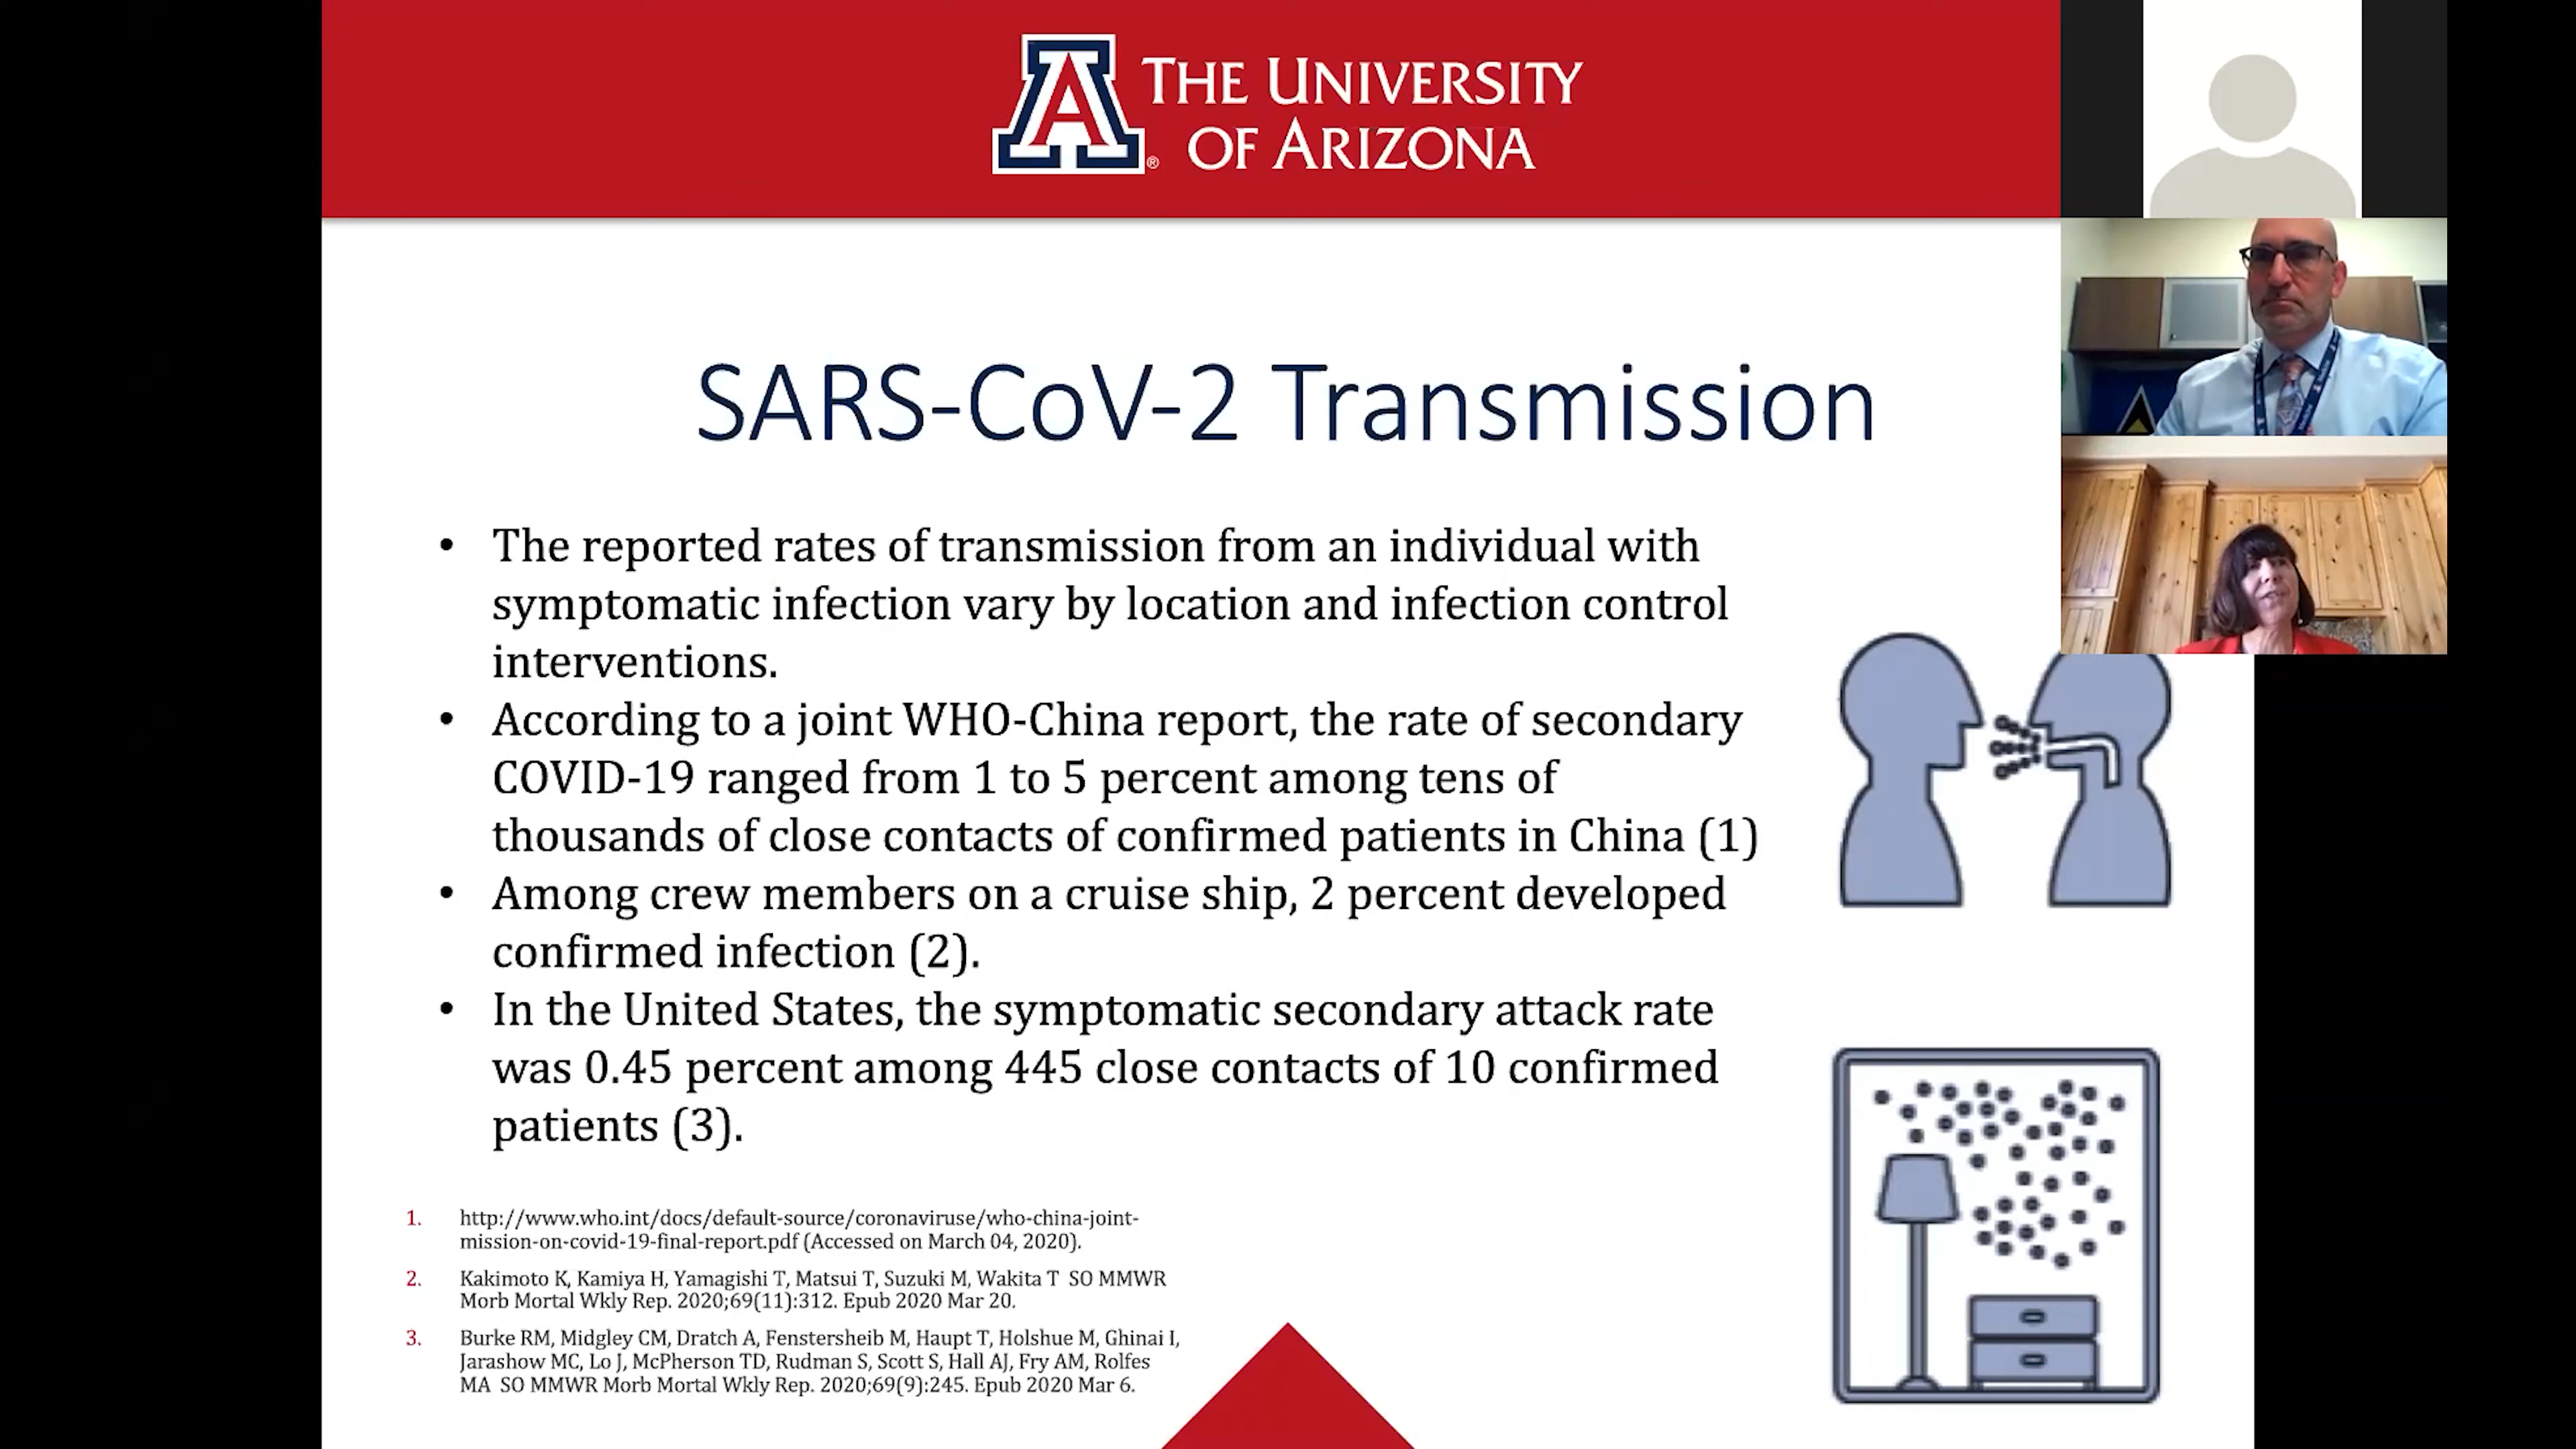 THE UNIVERSITY
OF ARIZONA
®
SARS-CoV-2 Transmission
• The reported rates of transmission from an individual with
symptomatic infection vary by location and infection control
interventions.
• According to a joint WHO-China report, the rate of secondary
COVID-19 ranged from 1 to 5 percent among tens of
thousands of close contacts of confirmed patients in China (1)
• Among crew members on a cruise ship, 2 percent developed
confirmed infection (2).
• In the United States, the symptomatic secondary attack rate
was 0.45 percent among 445 close contacts of 10 confirmed
patients (3).
1. http://www.who.int/docs/default-source/coronaviruse/who-china-joint-
mission-on-covid-19-final-report.pdf (Accessed on March 04, 2020).
2. Kakimoto K, Kamiya H, Yamagishi T, Matsui T, Suzuki M, Wakita T SO MMWR
Morb Mortal Wkly Rep. 2020;69(11):312. Epub 2020 Mar 20.
3. Burke RM, Midgley CM, Dratch A, Fenstersheib M, Haupt T, Holshue M, Ghinai I,
Jarashow MC, Lo J, McPherson TD, Rudman S, Scott S, Hall AJ, Fry AM, Rolfes
MA SO MMWR Morb Mortal Wkly Rep. 2020;69(9):245. Epub 2020 Mar 6.